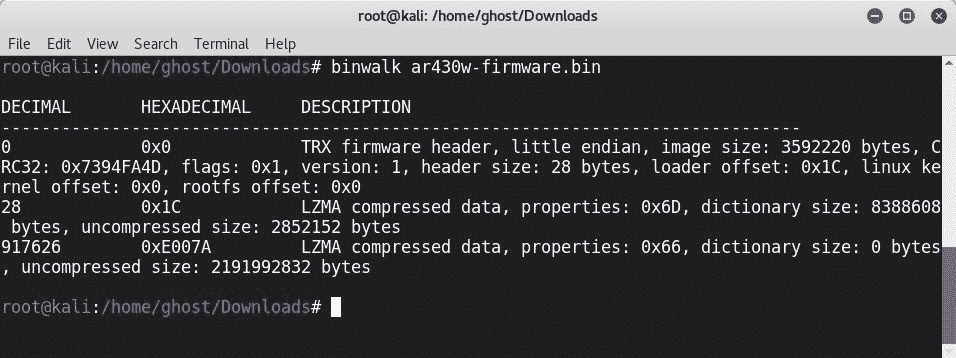 root@kali: /home/ghost/Downloads
File Edit View Search Terminal Help
root@kali:/home/ghost/Downloads# binwalk ar430w-firmware.bin
DECIMAL       HEXADECIMAL     DESCRIPTION
--------------------------------------------------------------------------------
0             0x0             TRX firmware header, little endian, image size: 3592220 bytes, C
RC32: 0x7394FA4D, flags: 0x1, version: 1, header size: 28 bytes, loader offset: 0x1C, linux ke
rnel offset: 0x0, rootfs offset: 0x0
28            0x1C            LZMA compressed data, properties: 0x6D, dictionary size: 8388608
 bytes, uncompressed size: 2852152 bytes
917626        0xE007A         LZMA compressed data, properties: 0x66, dictionary size: 0 bytes
, uncompressed size: 2191992832 bytes
root@kali:/home/ghost/Downloads#